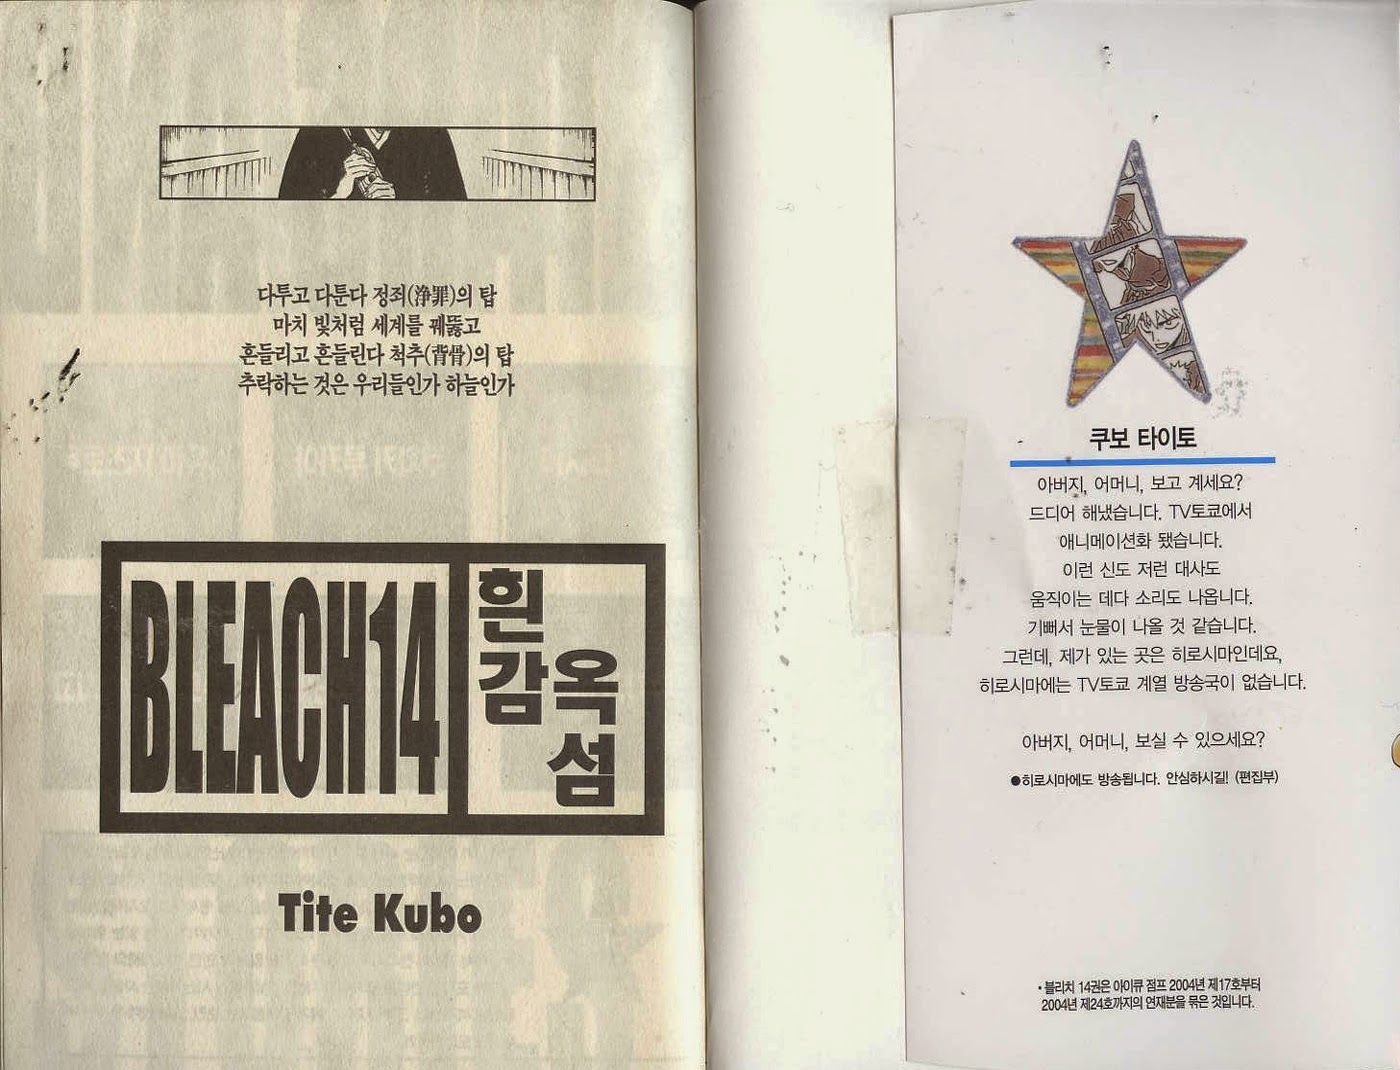 다투고 다툰다 정죄(浄罪)의 탑
마치 빛처럼 세계를 꿰뚫고
흔들리고 흔들린다 척추(背骨)의 탑
추락하는 것은 우리들인가 하늘인가
BLEACH14
흰
감옥
섬
Tite Kubo
쿠보 타이토
아버지, 어머니, 보고 계세요?
드디어 해냈습니다. TV토쿄에서
애니메이션화 됐습니다.
이런 신도 저런 대사도
움직이는 데다 소리도 나옵니다.
기뻐서 눈물이 나올 것 같습니다.
그런데, 제가 있는 곳은 히로시마인데요,
히로시마에는 TV토쿄 계열 방송국이 없습니다.
아버지, 어머니, 보실 수 있으세요?
●히로시마에도 방송됩니다. 안심하시길! (편집부)
• 블리치 14권은 아이큐 점프 2004년 제17호부터
2004년 제24호까지의 연재분을 묶은 것입니다.